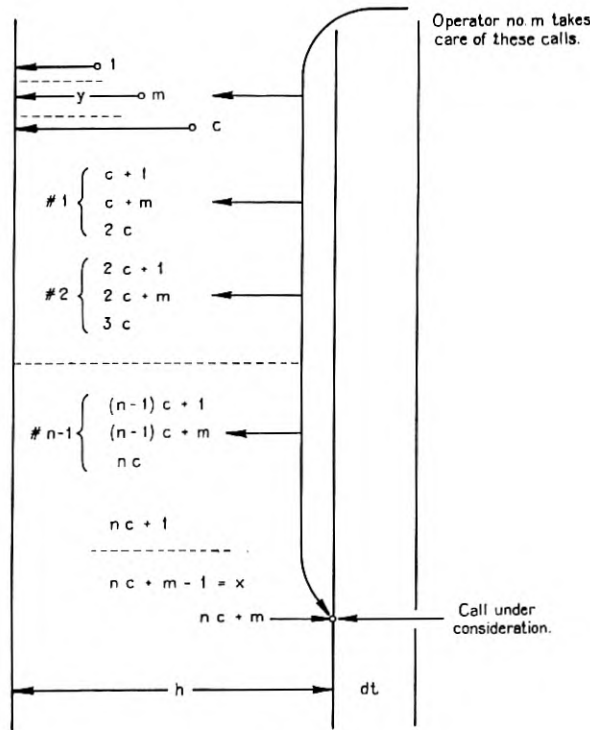 Operator no. m takes
care of these calls.
1
y m
c
#1
c + 1
c + m
2 c
#2
2 c + 1
2 c + m
3 c
# n-1
(n-1) c + 1
(n-1) c + m
n c
n c + 1
n c + m - 1 = x
n c + m
Call under
consideration.
h dt